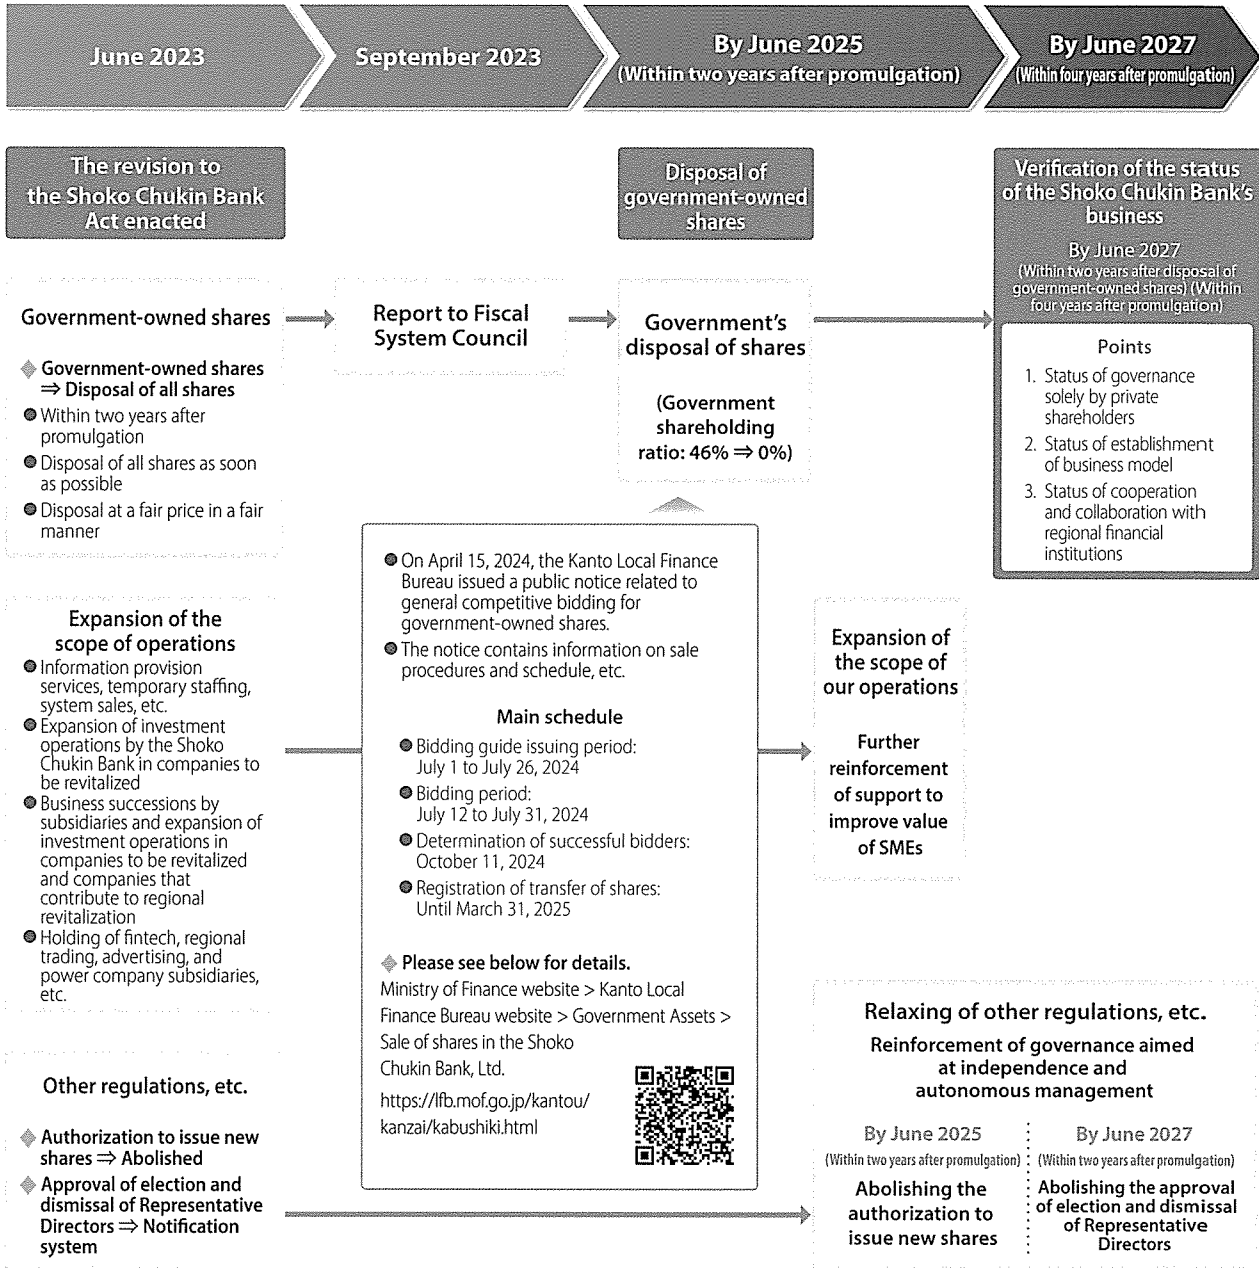 June 2023
September 2023
By June 2025
(Within two years after promulgation)
By June 2027
(Within four years after promulgation)
The revision to
the Shoko Chukin Bank
Act enacted
Disposal of
government-owned
shares
Verification of the status
of the Shoko Chukin Bank's
business
By June 2027
(Within two years after disposal of
government-owned shares) (Within
four years after promulgation)
Points
1. Status of governance
solely by private
shareholders
2. Status of establishment
of business model
3. Status of cooperation
and collaboration with
regional financial
institutions
Government-owned shares
◆ Government-owned shares
⇒ Disposal of all shares
● Within two years after
promulgation
● Disposal of all shares as soon
as possible
● Disposal at a fair price in a fair
manner
Report to Fiscal
System Council
Government's
disposal of shares
(Government
shareholding
ratio: 46% ⇒ 0%)
Expansion of the
scope of operations
● Information provision
services, temporary staffing,
system sales, etc.
● Expansion of investment
operations by the Shoko
Chukin Bank in companies to
be revitalized
● Business successions by
subsidiaries and expansion of
investment operations in
companies to be revitalized
and companies that
contribute to regional
revitalization
● Holding of fintech, regional
trading, advertising, and
power company subsidiaries,
etc.
● On April 15, 2024, the Kanto Local Finance
Bureau issued a public notice related to
general competitive bidding for
government-owned shares.
● The notice contains information on sale
procedures and schedule, etc.
Main schedule
● Bidding guide issuing period:
July 1 to July 26, 2024
● Bidding period:
July 12 to July 31, 2024
● Determination of successful bidders:
October 11, 2024
● Registration of transfer of shares:
Until March 31, 2025
◆ Please see below for details.
Ministry of Finance website > Kanto Local
Finance Bureau website > Government Assets >
Sale of shares in the Shoko
Chukin Bank, Ltd.
https://lfb.mof.go.jp/kantou/
kanzai/kabushiki.html
Expansion of
the scope of
our operations
Further
reinforcement
of support to
improve value
of SMEs
Other regulations, etc.
◆ Authorization to issue new
shares ⇒ Abolished
◆ Approval of election and
dismissal of Representative
Directors ⇒ Notification
system
Relaxing of other regulations, etc.
Reinforcement of governance aimed
at independence and
autonomous management
By June 2025
(Within two years after promulgation)
Abolishing the
authorization to
issue new shares
By June 2027
(Within two years after promulgation)
Abolishing the approval
of election and dismissal
of Representative
Directors